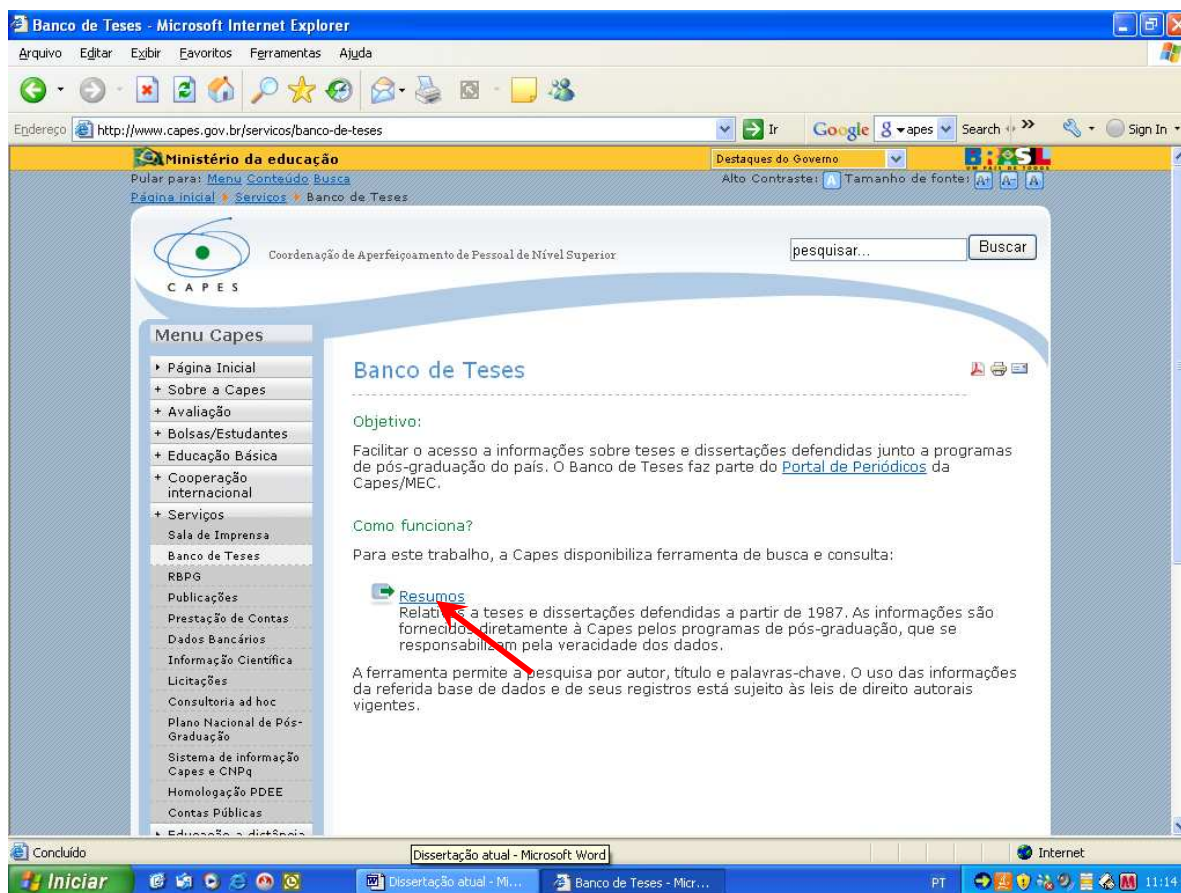 Banco de Teses - Microsoft Internet Explorer
Arquivo Editar Exibir Favoritos Ferramentas Ajuda
Endereço http://www.capes.gov.br/servicos/banco-de-teses Ir Google apes Search Sign In
Ministério da educação Destaques do Governo BRASIL
UM PAÍS DE TODOS
Pular para: Menu Conteúdo Busca Alto Contraste: A Tamanho de fonte: A+ A- A
Página inicial Serviços Banco de Teses
Coordenação de Aperfeiçoamento de Pessoal de Nível Superior pesquisar... Buscar
CAPES
Menu Capes
Página Inicial
+ Sobre a Capes
+ Avaliação
+ Bolsas/Estudantes
+ Educação Básica
+ Cooperação
internacional
+ Serviços
Sala de Imprensa
Banco de Teses
RBPG
Publicações
Prestação de Contas
Dados Bancários
Informação Científica
Licitações
Consultoria ad hoc
Plano Nacional de Pós-
Graduação
Sistema de informação
Capes e CNPq
Homologação PDEE
Contas Públicas
Educação a distância
Banco de Teses
Objetivo:
Facilitar o acesso a informações sobre teses e dissertações defendidas junto a programas
de pós-graduação do país. O Banco de Teses faz parte do Portal de Periódicos da
Capes/MEC.
Como funciona?
Para este trabalho, a Capes disponibiliza ferramenta de busca e consulta:
Resumos
Relativos a teses e dissertações defendidas a partir de 1987. As informações são
fornecidos diretamente à Capes pelos programas de pós-graduação, que se
responsabilizam pela veracidade dos dados.
A ferramenta permite a pesquisa por autor, título e palavras-chave. O uso das informações
da referida base de dados e de seus registros está sujeito às leis de direito autorais
vigentes.
Concluído Internet
Dissertação atual - Microsoft Word
Iniciar Dissertação atual - Mi... Banco de Teses - Micr... PT 11:14